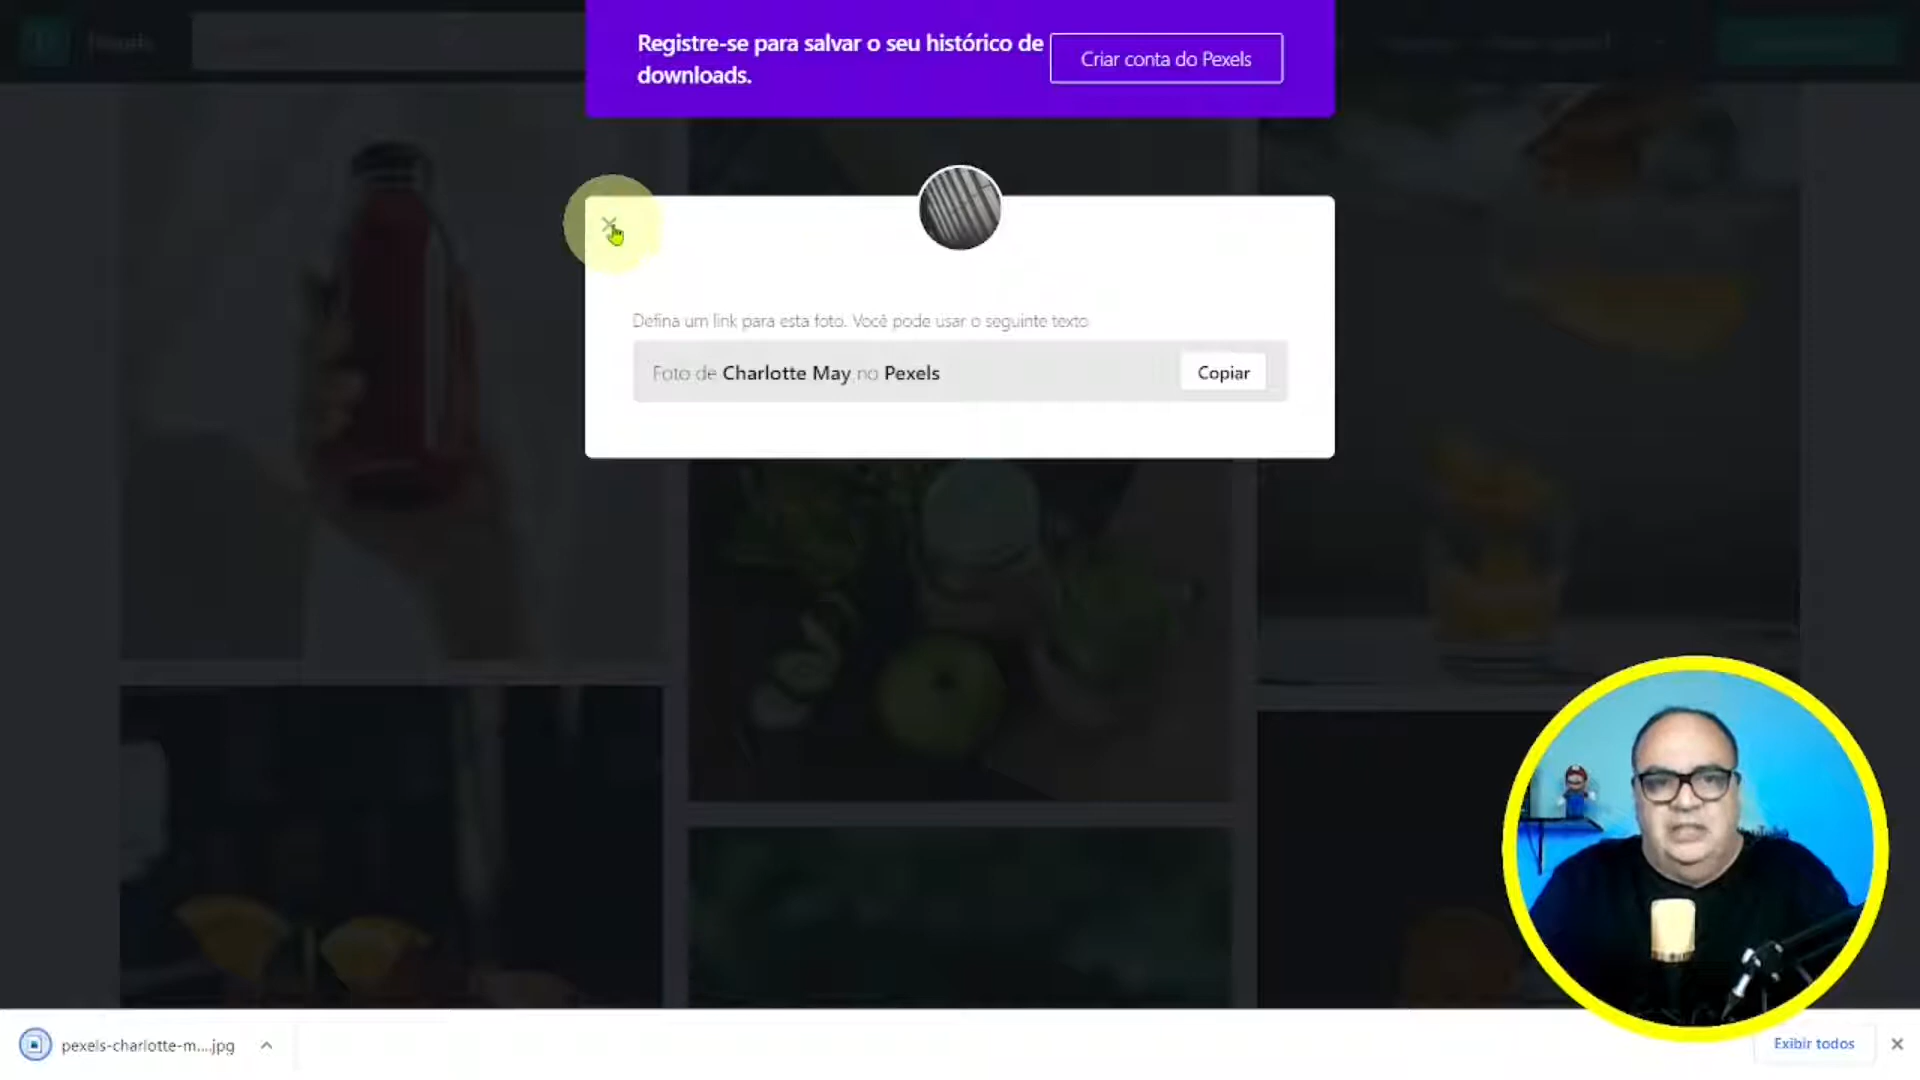 Registre-se para salvar o seu histórico de
downloads.
Criar conta do Pexels
Defina um link para esta foto. Você pode usar o seguinte texto
Foto de Charlotte May no Pexels
Copiar
pexels-charlotte-m....jpg
Exibir todos